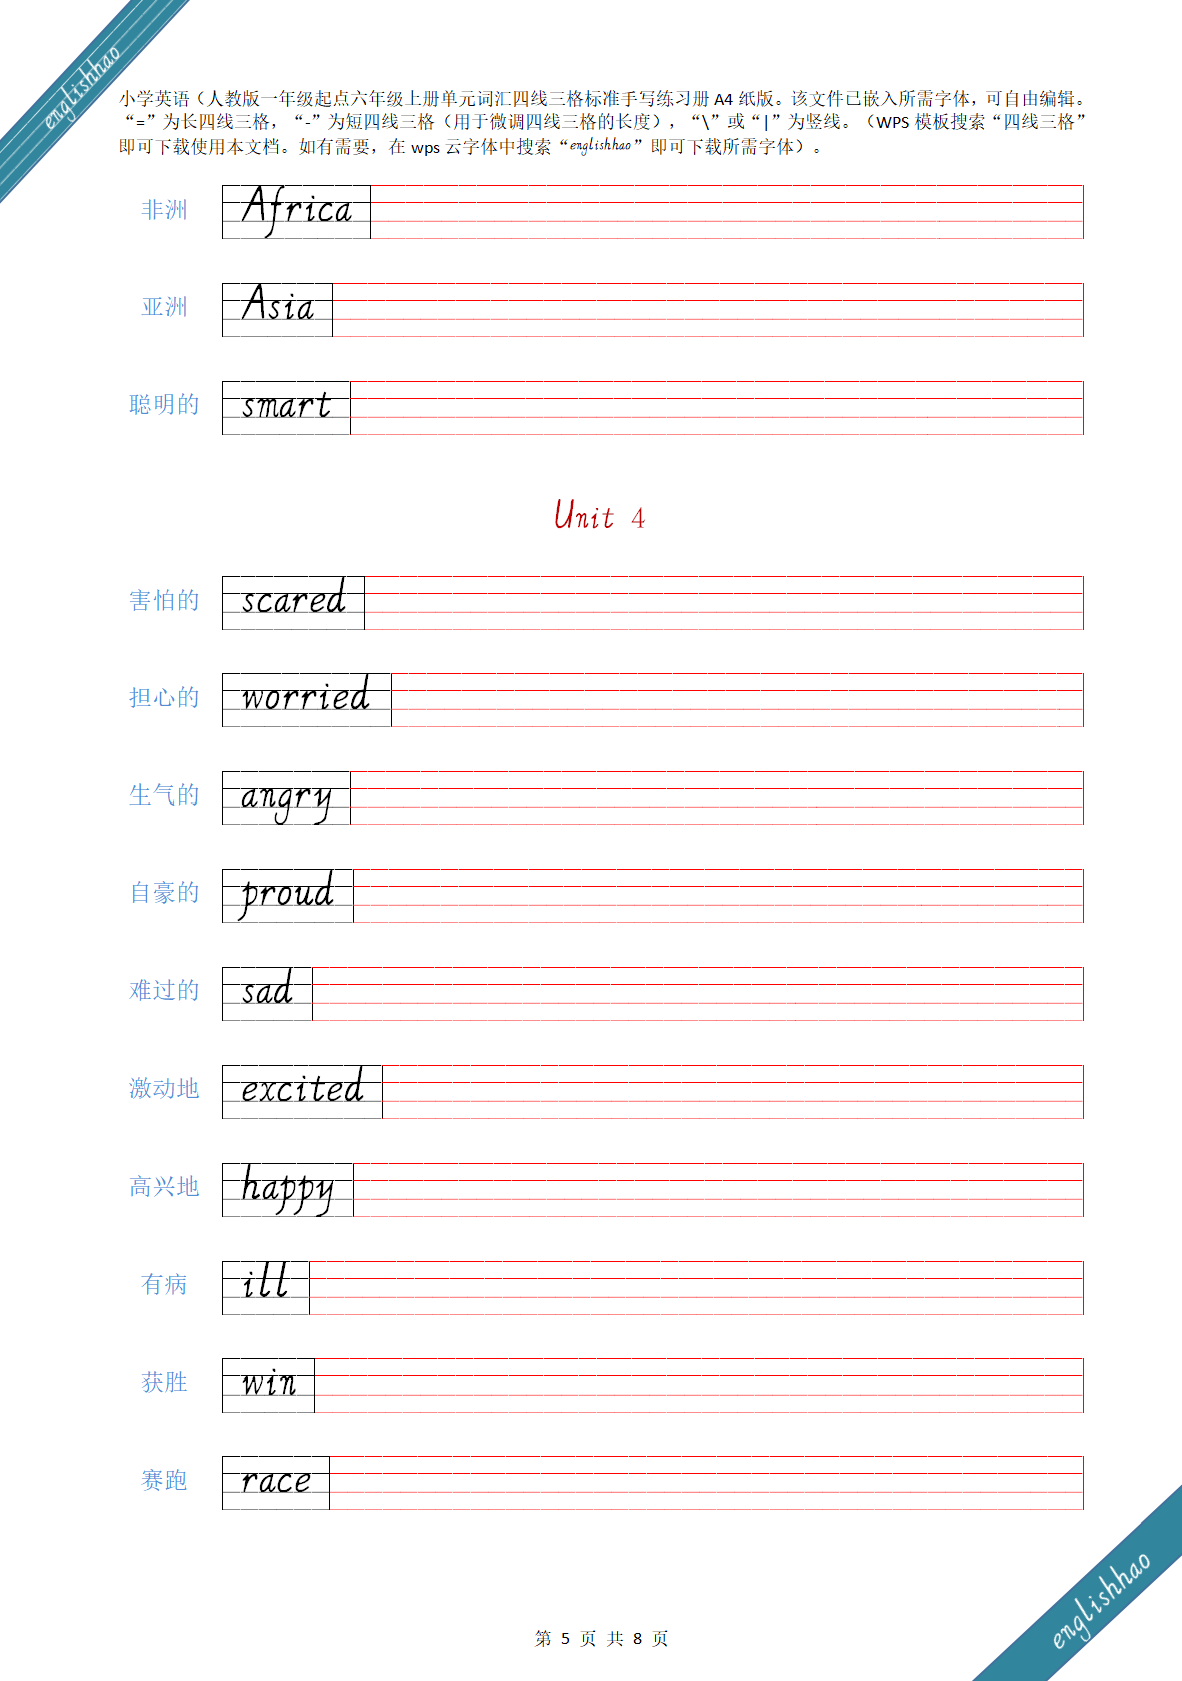 englishhao
小学英语（人教版一年级起点六年级上册单元词汇四线三格标准手写练习册 A4 纸版。该文件已嵌入所需字体，可自由编辑。
“=”为长四线三格，“-”为短四线三格（用于微调四线三格的长度），“\”或“|”为竖线。（WPS 模板搜索“四线三格”
即可下载使用本文档。如有需要，在 wps 云字体中搜索“englishhao”即可下载所需字体）。
非洲 Africa
亚洲 Asia
聪明的 smart
Unit 4
害怕的 scared
担心的 worried
生气的 angry
自豪的 proud
难过的 sad
激动地 excited
高兴地 happy
有病 ill
获胜 win
赛跑 race
englishhao
第 5 页 共 8 页